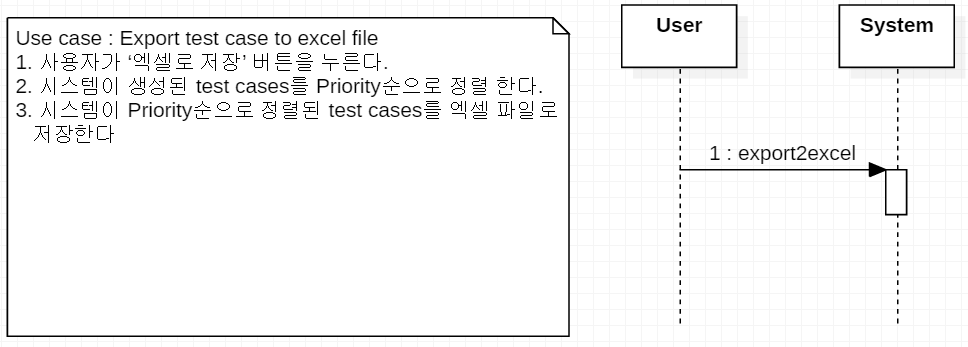 Use case : Export test case to excel file
1. 사용자가 ‘엑셀로 저장’ 버튼을 누른다.
2. 시스템이 생성된 test cases를 Priority순으로 정렬 한다.
3. 시스템이 Priority순으로 정렬된 test cases를 엑셀 파일로
저장한다
User
System
1 : export2excel